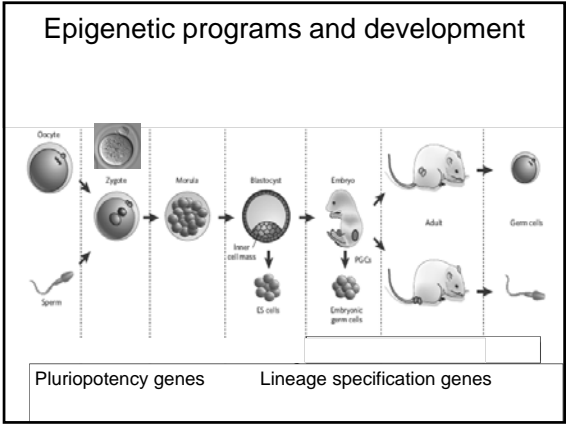 Epigenetic programs and development
Oocyte
Zygote
Morula
Blastocyst
Embryo
Inner
cell mass
PGCs
Adult
Germ cells
Sperm
ES cells
Embryonic
germ cells
Pluriopotency genes Lineage specification genes